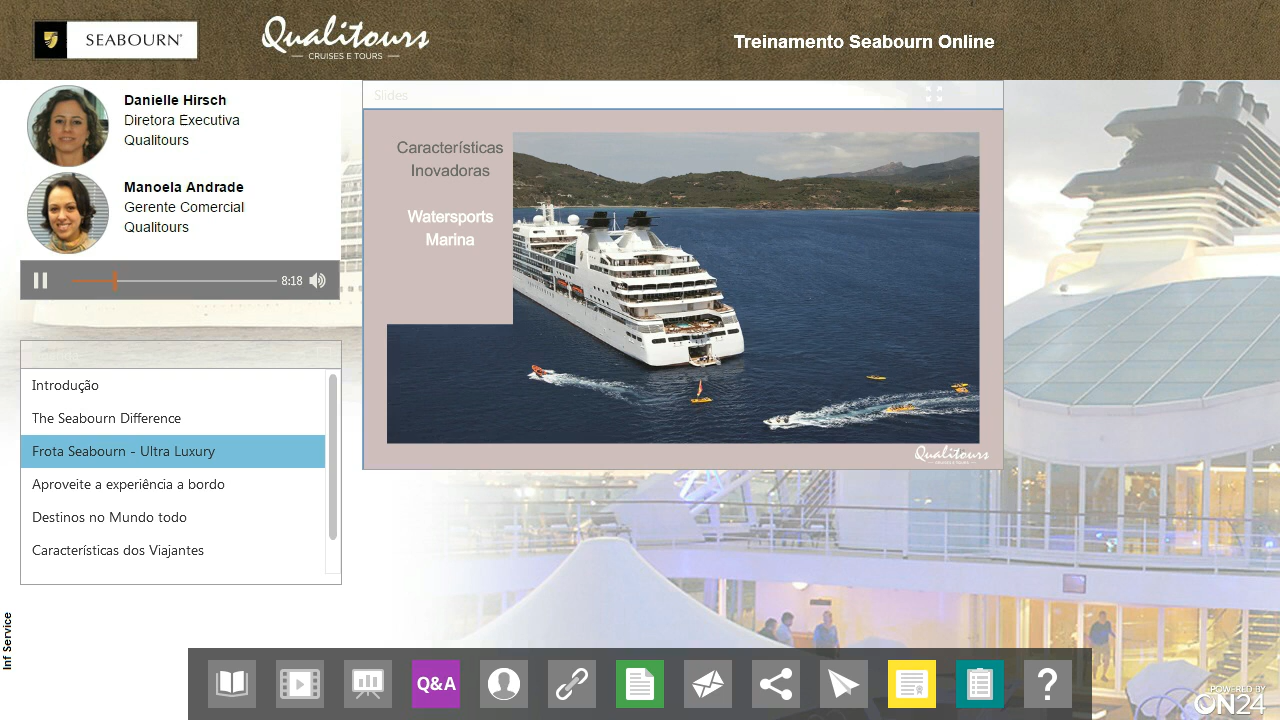 SEABOURN
Qualitours
CRUISES E TOURS
Treinamento Seabourn Online
Danielle Hirsch
Diretora Executiva
Qualitours
Manoela Andrade
Gerente Comercial
Qualitours
8:18
Slides
Características
Inovadoras
Watersports
Marina
Qualitours
Introdução
The Seabourn Difference
Frota Seabourn - Ultra Luxury
Aproveite a experiência a bordo
Destinos no Mundo todo
Características dos Viajantes
Inf Service
Q&A
?
POWERED BY
ON24